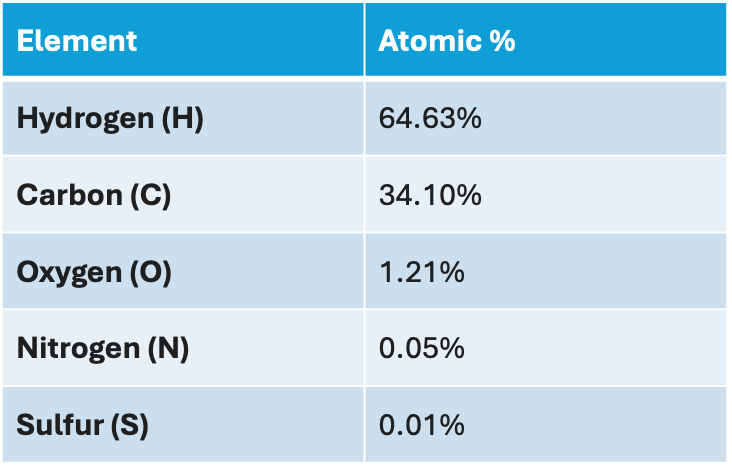 Element Atomic %
Hydrogen (H) 64.63%
Carbon (C) 34.10%
Oxygen (O) 1.21%
Nitrogen (N) 0.05%
Sulfur (S) 0.01%